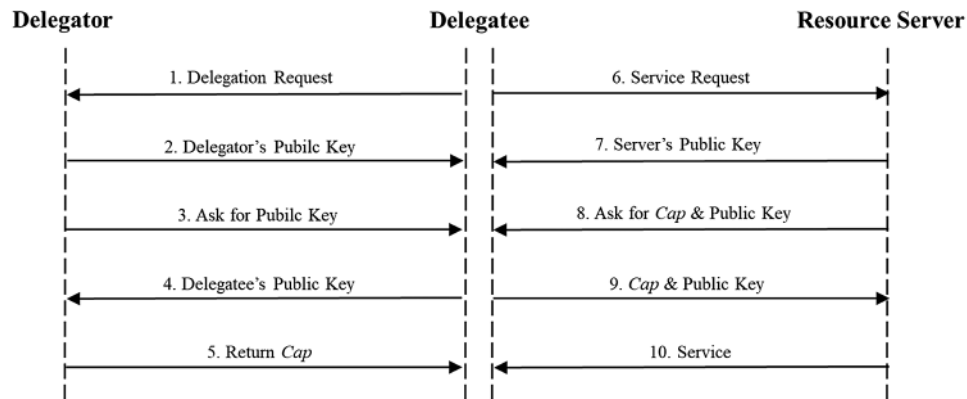 Delegator Delegatee Resource Server
1. Delegation Request
6. Service Request
2. Delegator's Pubilc Key
7. Server's Public Key
3. Ask for Pubilc Key
8. Ask for Cap & Public Key
4. Delegatee's Public Key
9. Cap & Public Key
5. Return Cap
10. Service